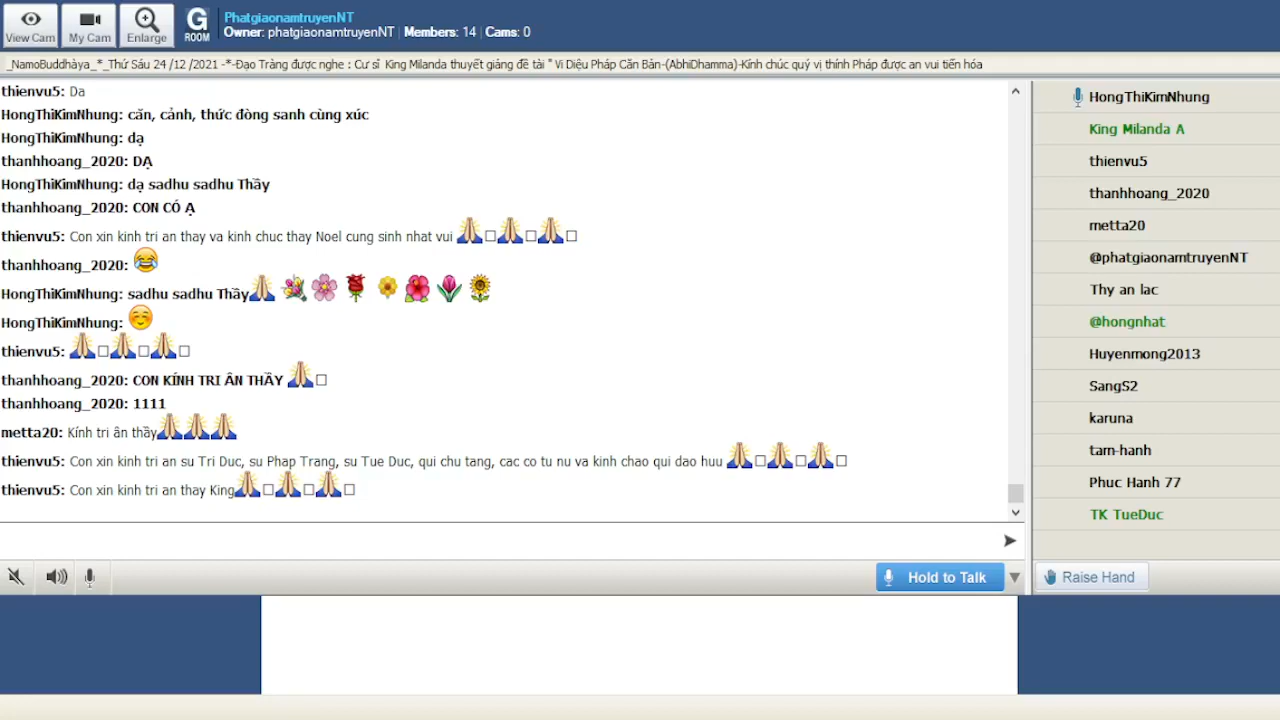 View Cam
My Cam
Enlarge
G
ROOM
PhatgiaonamtruyenNT
Owner: phatgiaonamtruyenNT | Members: 14 | Cams: 0
_NamoBuddhàya_*_Thứ Sáu 24 /12 /2021 -*-Đạo Tràng được nghe : Cư sĩ King Milanda thuyết giảng đề tài " Vi Diệu Pháp Căn Bản-(AbhiDhamma)-Kính chúc quý vị thính Pháp được an vui tiến hóa
thienvu5: Da
HongThiKimNhung: căn, cảnh, thức đòng sanh cùng xúc
HongThiKimNhung: dạ
thanhhoang_2020: DẠ
HongThiKimNhung: dạ sadhu sadhu Thầy
thanhhoang_2020: CON CÓ Ạ
thienvu5: Con xin kinh tri an thay va kinh chuc thay Noel cung sinh nhat vui
thanhhoang_2020:
HongThiKimNhung: sadhu sadhu Thầy
HongThiKimNhung:
thienvu5:
thanhhoang_2020: CON KÍNH TRI ÂN THẦY
thanhhoang_2020: 1111
metta20: Kính tri ân thầy
thienvu5: Con xin kinh tri an su Tri Duc, su Phap Trang, su Tue Duc, qui chu tang, cac co tu nu va kinh chao qui dao huu
thienvu5: Con xin kinh tri an thay King
HongThiKimNhung
King Milanda A
thienvu5
thanhhoang_2020
metta20
@phatgiaonamtruyenNT
Thy an lac
@hongnhat
Huyenmong2013
SangS2
karuna
tam-hanh
Phuc Hanh 77
TK TueDuc
Hold to Talk
Raise Hand